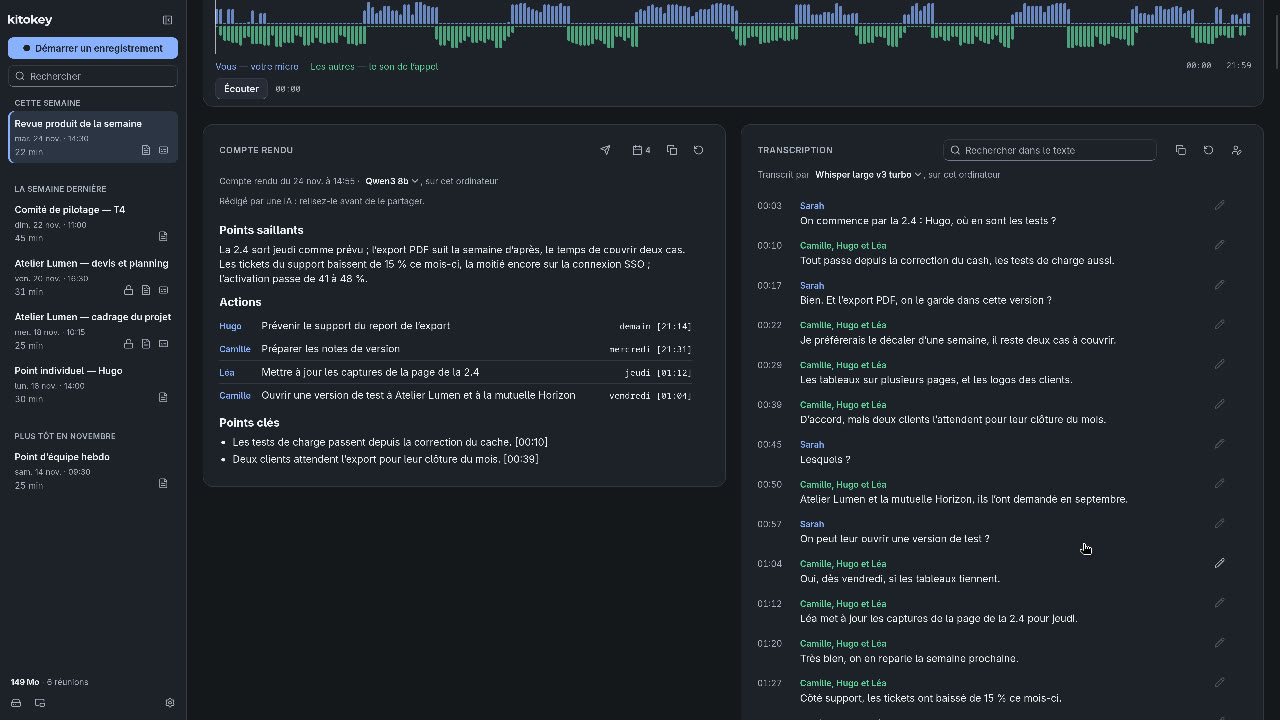 kitokey
Démarrer un enregistrement
Rechercher
CETTE SEMAINE
Revue produit de la semaine
mar. 24 nov. · 14:30
22 min
LA SEMAINE DERNIÈRE
Comité de pilotage — T4
dim. 22 nov. · 11:00
45 min
Atelier Lumen — devis et planning
ven. 20 nov. · 16:30
31 min
Atelier Lumen — cadrage du projet
mer. 18 nov. · 10:15
25 min
Point individuel — Hugo
lun. 16 nov. · 14:00
30 min
PLUS TÔT EN NOVEMBRE
Point d'équipe hebdo
sam. 14 nov. · 09:30
25 min
149 Mo · 6 réunions
Vous — votre micro Les autres — le son de l'appel 00:00 21:59
Écouter 00:00
COMPTE RENDU 4
Compte rendu du 24 nov. à 14:55 · Qwen3 8b, sur cet ordinateur
Rédigé par une IA : relisez-le avant de le partager.
Points saillants
La 2.4 sort jeudi comme prévu ; l'export PDF suit la semaine d'après, le temps de couvrir deux cas.
Les tickets du support baissent de 15 % ce mois-ci, la moitié encore sur la connexion SSO ;
l'activation passe de 41 à 48 %.
Actions
Hugo Prévenir le support du report de l'export demain [21:14]
Camille Préparer les notes de version mercredi [21:31]
Léa Mettre à jour les captures de la page de la 2.4 jeudi [01:12]
Camille Ouvrir une version de test à Atelier Lumen et à la mutuelle Horizon vendredi [01:04]
Points clés
• Les tests de charge passent depuis la correction du cache. [00:10]
• Deux clients attendent l'export pour leur clôture du mois. [00:39]
TRANSCRIPTION Rechercher dans le texte
Transcrit par Whisper large v3 turbo, sur cet ordinateur
00:03 Sarah
On commence par la 2.4 : Hugo, où en sont les tests ?
00:10 Camille, Hugo et Léa
Tout passe depuis la correction du cash, les tests de charge aussi.
00:17 Sarah
Bien. Et l'export PDF, on le garde dans cette version ?
00:22 Camille, Hugo et Léa
Je préférerais le décaler d'une semaine, il reste deux cas à couvrir.
00:29 Camille, Hugo et Léa
Les tableaux sur plusieurs pages, et les logos des clients.
00:39 Camille, Hugo et Léa
D'accord, mais deux clients l'attendent pour leur clôture du mois.
00:45 Sarah
Lesquels ?
00:50 Camille, Hugo et Léa
Atelier Lumen et la mutuelle Horizon, ils l'ont demandé en septembre.
00:57 Sarah
On peut leur ouvrir une version de test ?
01:04 Camille, Hugo et Léa
Oui, dès vendredi, si les tableaux tiennent.
01:12 Camille, Hugo et Léa
Léa met à jour les captures de la page de la 2.4 pour jeudi.
01:20 Camille, Hugo et Léa
Très bien, on en reparle la semaine prochaine.
01:27 Camille, Hugo et Léa
Côté support, les tickets ont baissé de 15 % ce mois-ci.